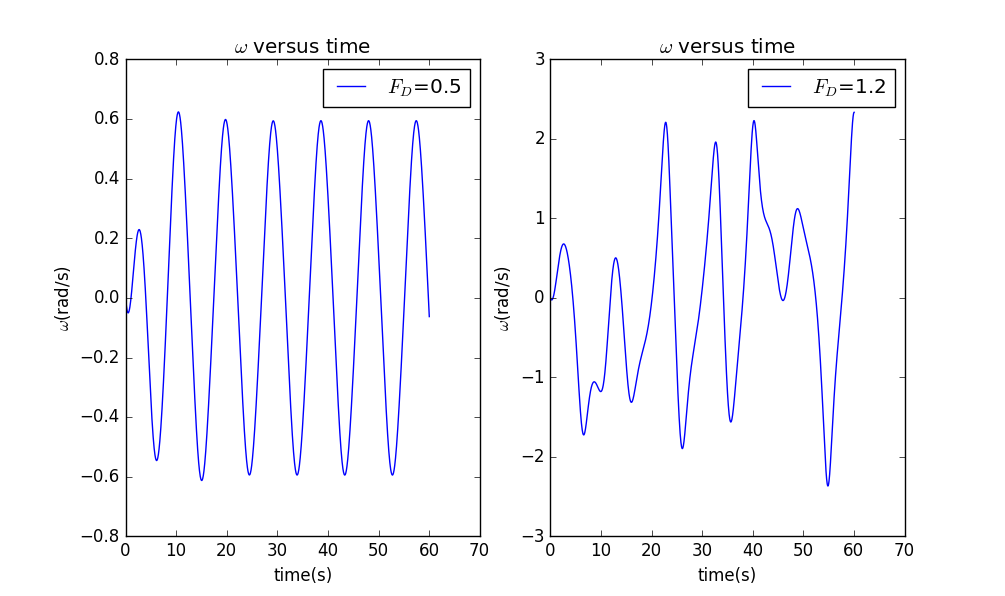 ω versus time
F_D=0.5
0.8
0.6
0.4
0.2
0.0
−0.2
−0.4
−0.6
−0.8
ω(rad/s)
0 10 20 30 40 50 60 70
time(s)
ω versus time
F_D=1.2
3
2
1
0
−1
−2
−3
ω(rad/s)
0 10 20 30 40 50 60 70
time(s)